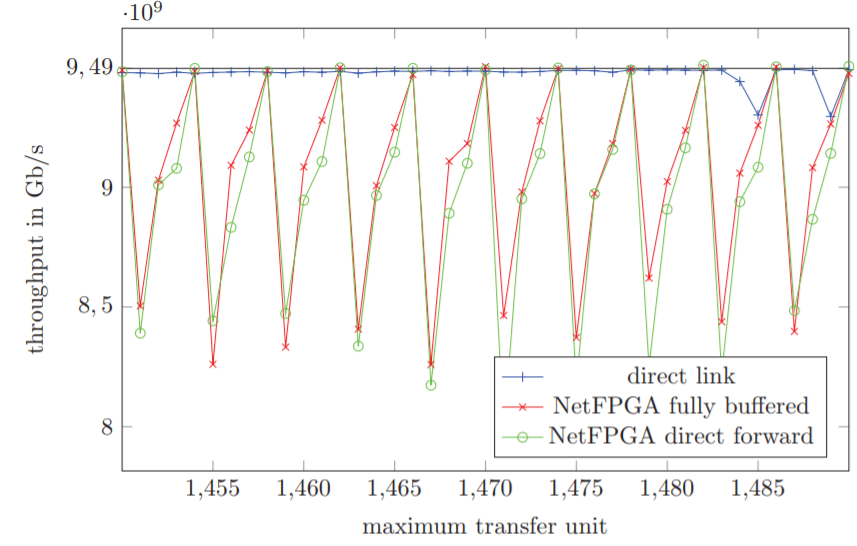 ·10⁹
9, 49
9
8, 5
8
throughput in Gb/s
direct link
NetFPGA fully buffered
NetFPGA direct forward
1,455 1,460 1,465 1,470 1,475 1,480 1,485
maximum transfer unit